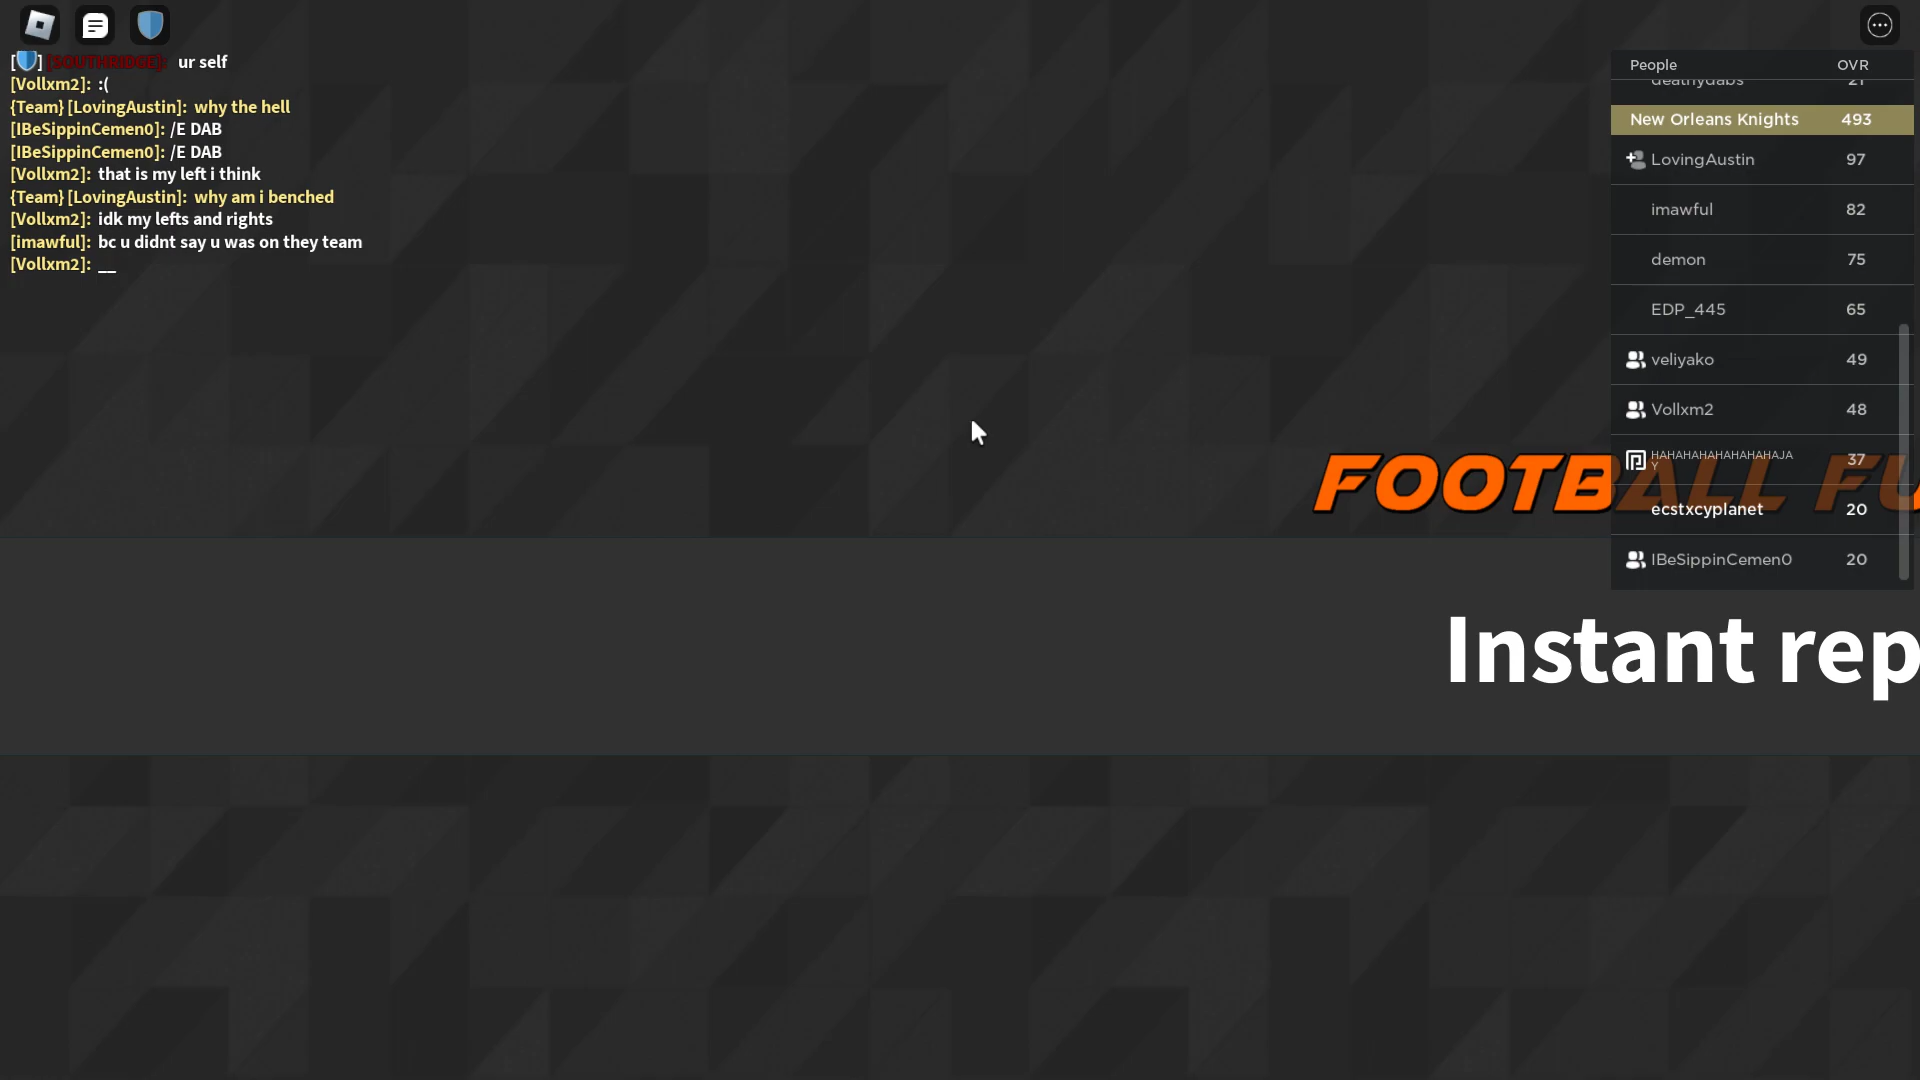 [SOUTHRIDGE]: ur self
[Vollxm2]: :(
{Team} [LovingAustin]: why the hell
[IBeSippinCemen0]: /E DAB
[IBeSippinCemen0]: /E DAB
[Vollxm2]: that is my left i think
{Team} [LovingAustin]: why am i benched
[Vollxm2]: idk my lefts and rights
[imawful]: bc u didnt say u was on they team
[Vollxm2]: __
People OVR
deathydabs 21
New Orleans Knights 493
LovingAustin 97
imawful 82
demon 75
EDP_445 65
veliyako 49
Vollxm2 48
HAHAHAHAHAHAHAHAJA
Y
37
ecstxcyplanet 20
IBeSippinCemen0 20
FOOTBALL FU
Instant rep